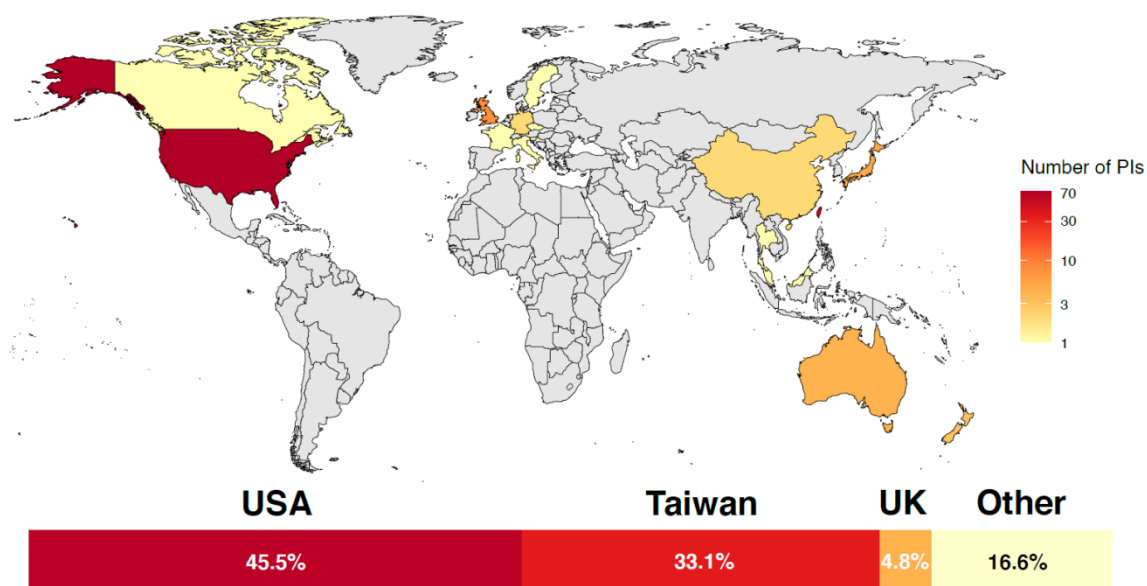 Number of PIs
70
30
10
3
1
USA Taiwan UK Other
45.5% 33.1% 4.8% 16.6%